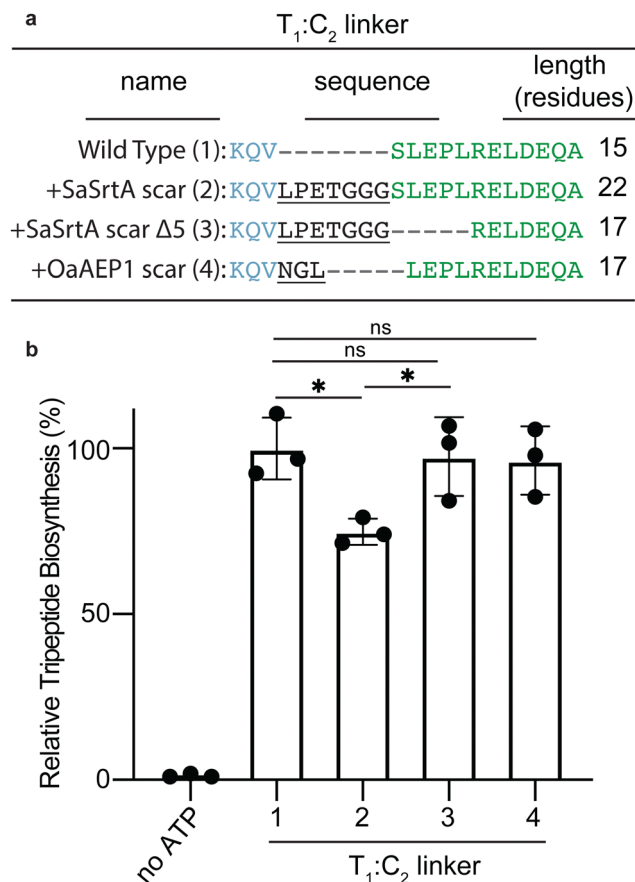 a
T₁:C₂ linker
name sequence length (residues)
Wild Type (1): KQV-------SLEPLRELDEQA 15
+SaSrtA scar (2): KQVLPETGGGSLEPLRELDEQA 22
+SaSrtA scar Δ5 (3): KQVLPETGGG-----RELDEQA 17
+OaAEP1 scar (4): KQVNGL-----LEPLRELDEQA 17
b
ns
ns
* *
Relative Tripeptide Biosynthesis (%)
100
50
0
no ATP 1 2 3 4
T₁:C₂ linker